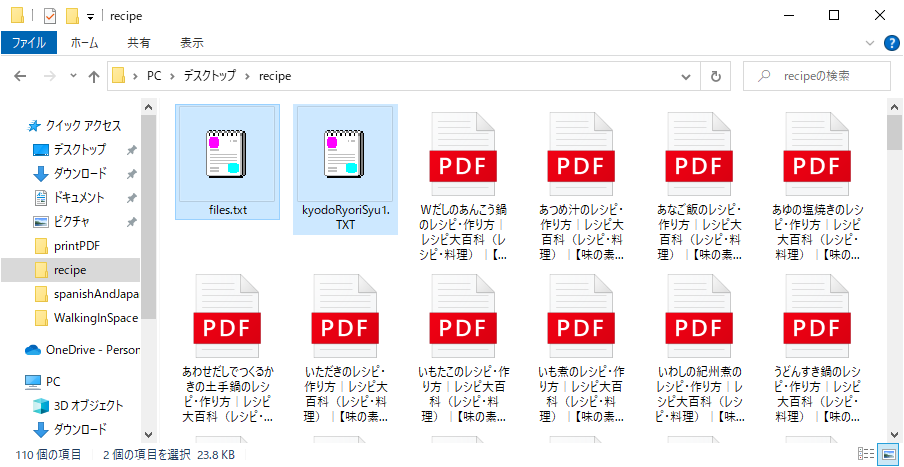 recipe
ファイル ホーム 共有 表示
PC デスクトップ recipe recipeの検索
クイック アクセス
デスクトップ
ダウンロード
ドキュメント
ピクチャ
printPDF
recipe
spanishAndJapa
WalkingInSpace
OneDrive - Person
PC
3D オブジェクト
ダウンロード
files.txt
kyodoRyoriSyu1.
TXT
PDF
Wだしのあんこう鍋
のレシピ・作り方｜
レシピ大百科（レ
シピ・料理）｜【味
の素...
PDF
あつめ汁のレシピ・
作り方｜レシピ大
百科（レシピ・料
理）｜【味の素...
PDF
あなご飯のレシピ・
作り方｜レシピ大
百科（レシピ・料
理）｜【味の素...
PDF
あゆの塩焼きのレシ
ピ・作り方｜レシピ
大百科（レシピ・
料理）｜【味の素...
PDF
あわせだしでつくるか
きの土手鍋のレシ
ピ・作り方｜レシピ
大百科（レシピ・...
PDF
いただきのレシピ・
作り方｜レシピ大
百科（レシピ・料
理）｜【味の素...
PDF
いもたこのレシピ・作
り方｜レシピ大百
科（レシピ・料
理）｜【味の素...
PDF
いも煮のレシピ・作
り方｜レシピ大百
科（レシピ・料
理）｜【味の素...
PDF
いわしの紀州煮の
レシピ・作り方｜レ
シピ大百科（レシ
ピ・料理）｜【味...
PDF
うどんすき鍋のレシ
ピ・作り方｜レシピ
大百科（レシピ・
料理）｜【味の素...
110 個の項目 2 個の項目を選択 23.8 KB